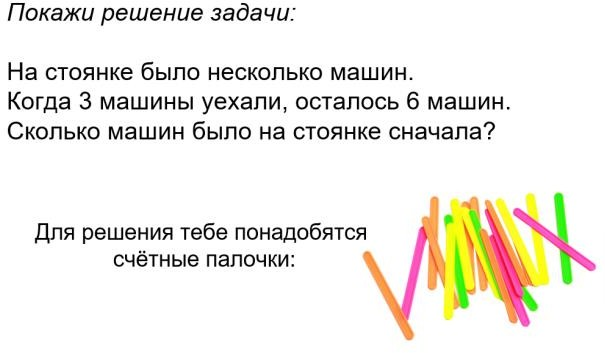 Покажи решение задачи:
На стоянке было несколько машин.
Когда 3 машины уехали, осталось 6 машин.
Сколько машин было на стоянке сначала?
Для решения тебе понадобятся
счётные палочки: